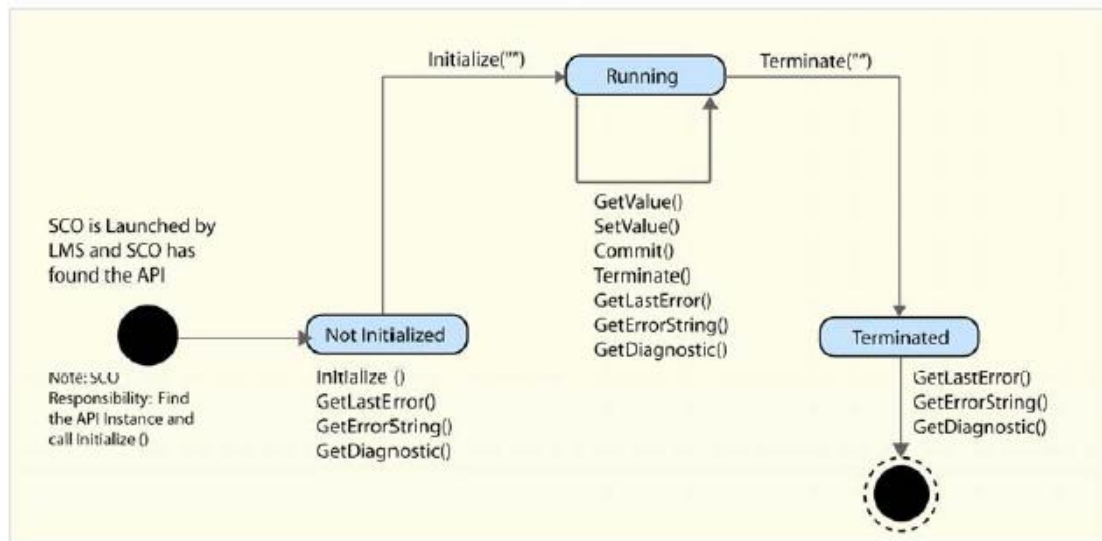 Initialize("")
Running
Terminate("")
GetValue()
SetValue()
Commit()
Terminate()
GetLastError()
GetErrorString()
GetDiagnostic()
SCO is Launched by
LMS and SCO has
found the API
Not Initialized
Note: SCO
Responsibility: Find
the API Instance and
call Initialize ()
Initialize ()
GetLastError()
GetErrorString()
GetDiagnostic()
Terminated
GetLastError()
GetErrorString()
GetDiagnostic()